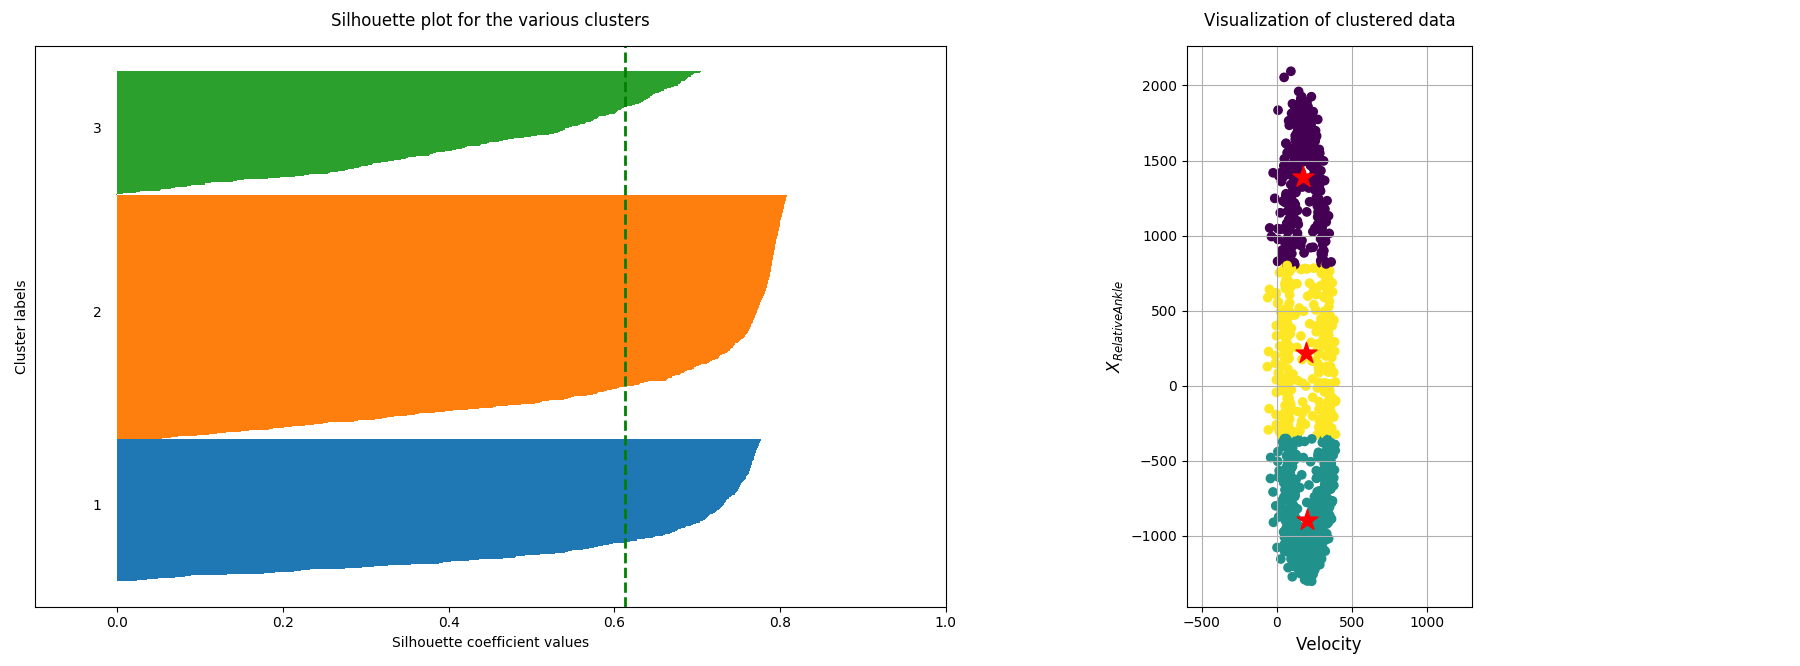 Silhouette plot for the various clusters
Cluster labels
3
2
1
0.0 0.2 0.4 0.6 0.8 1.0
Silhouette coefficient values
Visualization of clustered data
X RelativeAnkle
2000
1500
1000
500
0
−500
−1000
−500 0 500 1000
Velocity